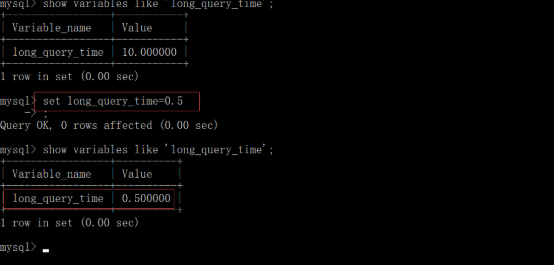 mysql> show variables like 'long_query_time';
+-----------------+-----------+
| Variable_name | Value |
+-----------------+-----------+
| long_query_time | 10.000000 |
+-----------------+-----------+
1 row in set (0.00 sec)
mysql> set long_query_time=0.5
-> ;
Query OK, 0 rows affected (0.00 sec)
mysql> show variables like 'long_query_time';
+-----------------+----------+
| Variable_name | Value |
+-----------------+----------+
| long_query_time | 0.500000 |
+-----------------+----------+
1 row in set (0.00 sec)
mysql>